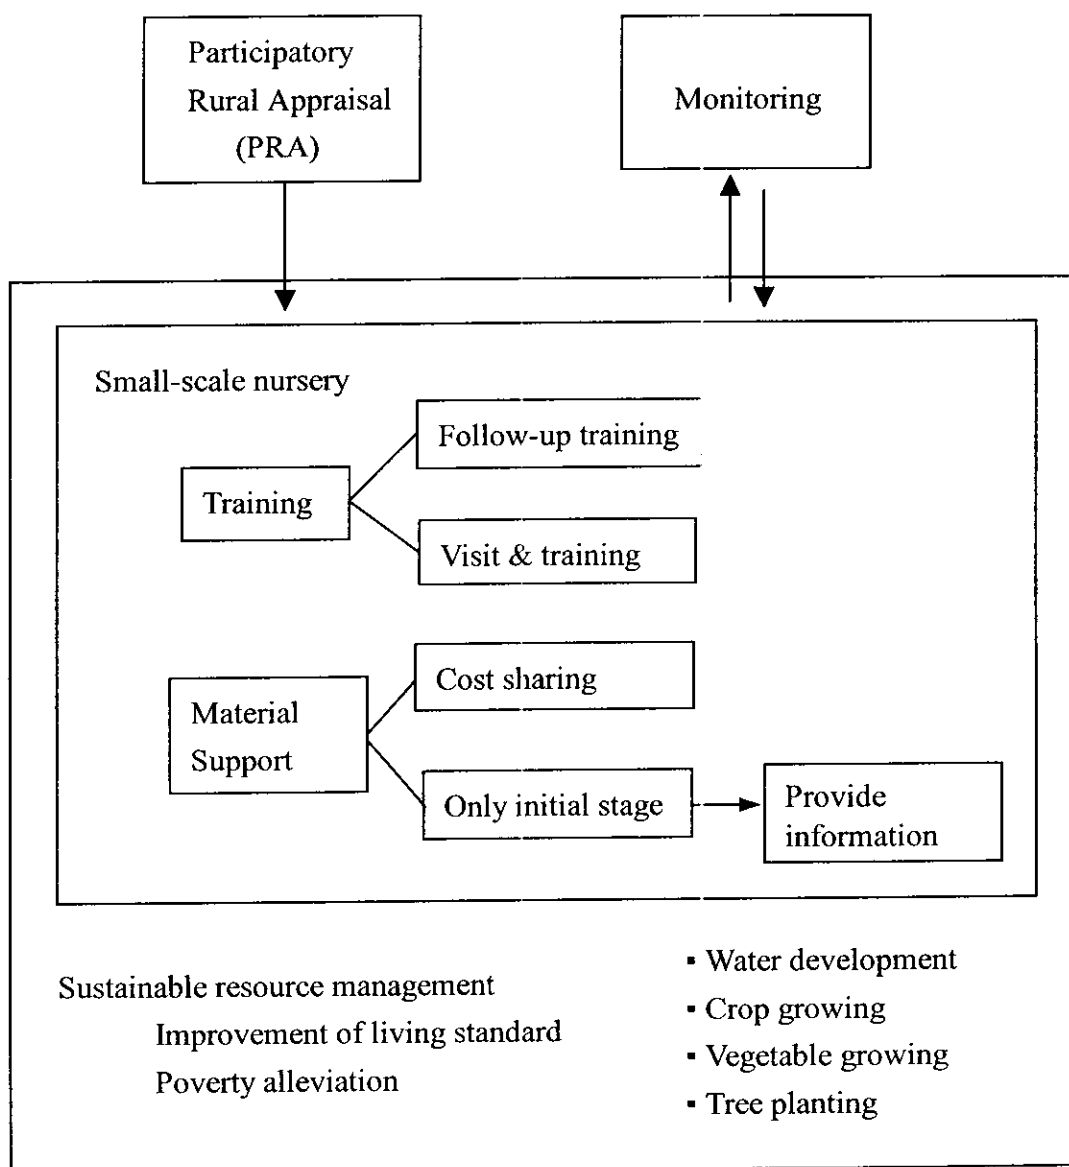 Participatory
Rural Appraisal
(PRA)
Monitoring
Small-scale nursery
Follow-up training
Training
Visit & training
Cost sharing
Material
Support
Only initial stage
Provide
information
Sustainable resource management
Improvement of living standard
Poverty alleviation
▪ Water development
▪ Crop growing
▪ Vegetable growing
▪ Tree planting